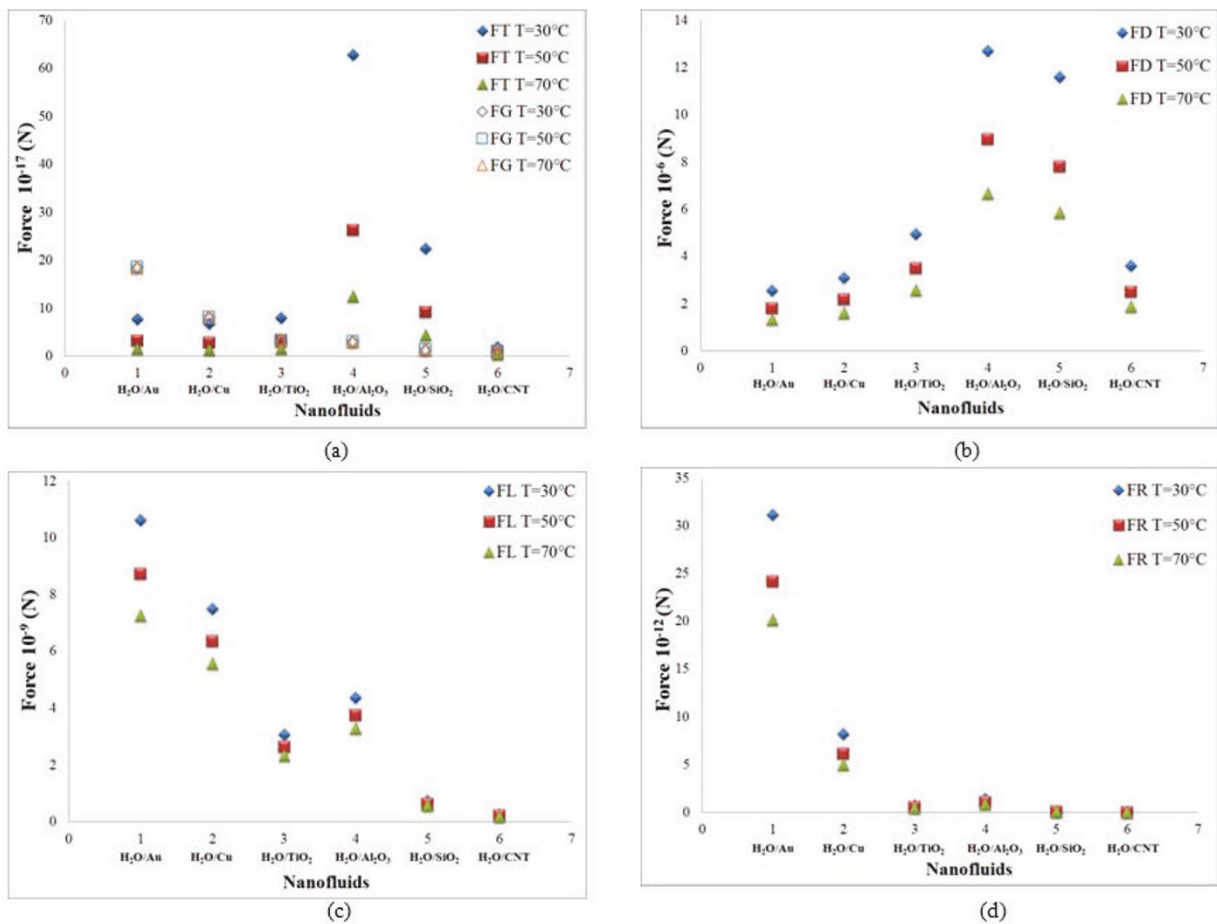 70
60
50
40
30
20
10
0
Force 10⁻¹⁷ (N)
FT T=30°C
FT T=50°C
FT T=70°C
FG T=30°C
FG T=50°C
FG T=70°C
0 1 2 3 4 5 6 7
H₂O/Au H₂O/Cu H₂O/TiO₂ H₂O/Al₂O₃ H₂O/SiO₂ H₂O/CNT
Nanofluids
(a)
14
12
10
8
6
4
2
0
Force 10⁻⁶ (N)
FD T=30°C
FD T=50°C
FD T=70°C
0 1 2 3 4 5 6 7
H₂O/Au H₂O/Cu H₂O/TiO₂ H₂O/Al₂O₃ H₂O/SiO₂ H₂O/CNT
Nanofluids
(b)
12
10
8
6
4
2
0
Force 10⁻⁹ (N)
FL T=30°C
FL T=50°C
FL T=70°C
0 1 2 3 4 5 6 7
H₂O/Au H₂O/Cu H₂O/TiO₂ H₂O/Al₂O₃ H₂O/SiO₂ H₂O/CNT
Nanofluids
(c)
35
30
25
20
15
10
5
0
Force 10⁻¹² (N)
FR T=30°C
FR T=50°C
FR T=70°C
0 1 2 3 4 5 6 7
H₂O/Au H₂O/Cu H₂O/TiO₂ H₂O/Al₂O₃ H₂O/SiO₂ H₂O/CNT
Nanofluids
(d)